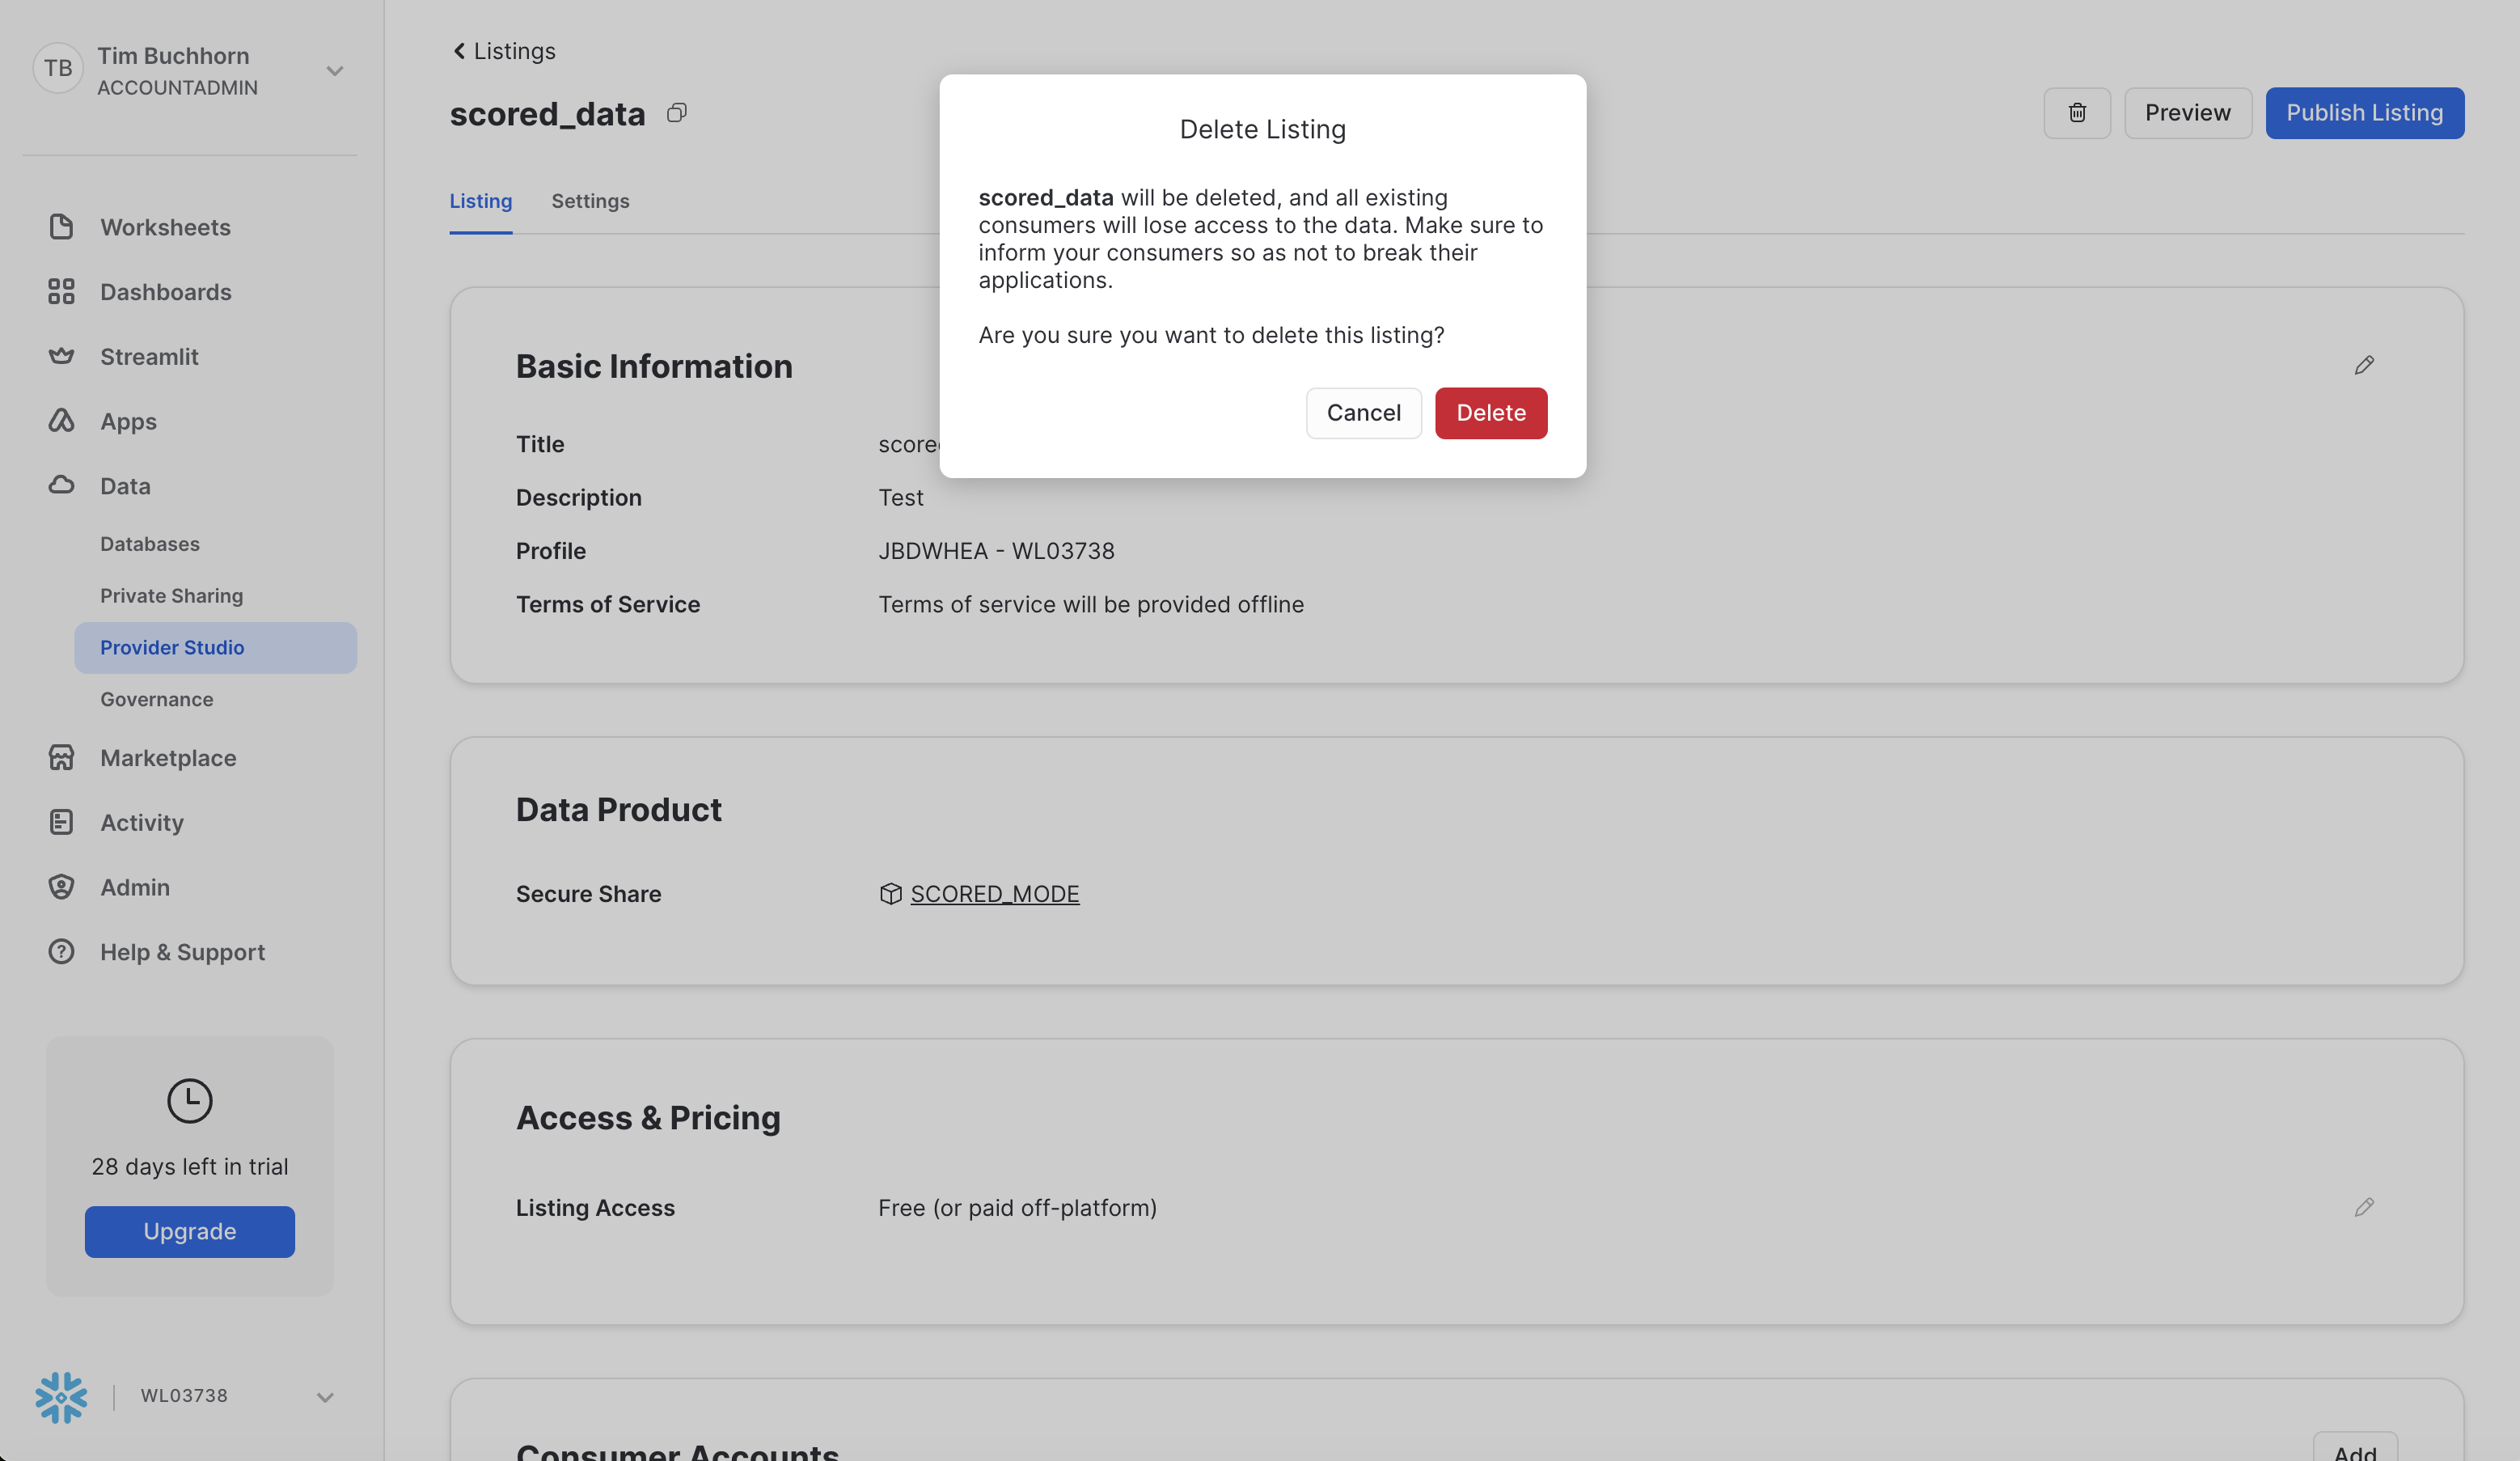 TB
Tim Buchhorn
ACCOUNTADMIN
Worksheets
Dashboards
Streamlit
Apps
Data
Databases
Private Sharing
Provider Studio
Governance
Marketplace
Activity
Admin
Help & Support
28 days left in trial
Upgrade
WL03738
Listings
scored_data
Preview
Publish Listing
Listing
Settings
Delete Listing
scored_data will be deleted, and all existing
consumers will lose access to the data. Make sure to
inform your consumers so as not to break their
applications.
Are you sure you want to delete this listing?
Cancel
Delete
Basic Information
Title
Description Test
Profile JBDWHEA - WL03738
Terms of Service Terms of service will be provided offline
Data Product
Secure Share SCORED_MODE
Access & Pricing
Listing Access Free (or paid off-platform)
Consumer Accounts
Add